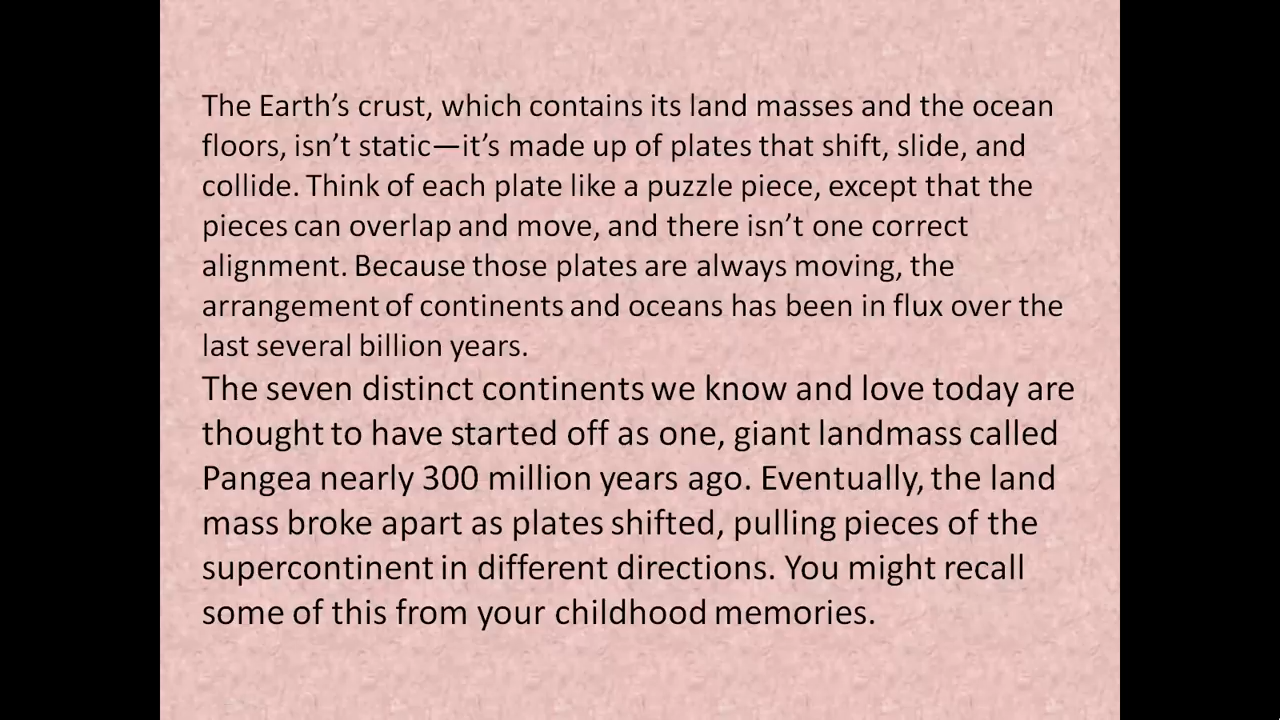 The Earth’s crust, which contains its land masses and the ocean
floors, isn’t static—it’s made up of plates that shift, slide, and
collide. Think of each plate like a puzzle piece, except that the
pieces can overlap and move, and there isn’t one correct
alignment. Because those plates are always moving, the
arrangement of continents and oceans has been in flux over the
last several billion years.
The seven distinct continents we know and love today are
thought to have started off as one, giant landmass called
Pangea nearly 300 million years ago. Eventually, the land
mass broke apart as plates shifted, pulling pieces of the
supercontinent in different directions. You might recall
some of this from your childhood memories.